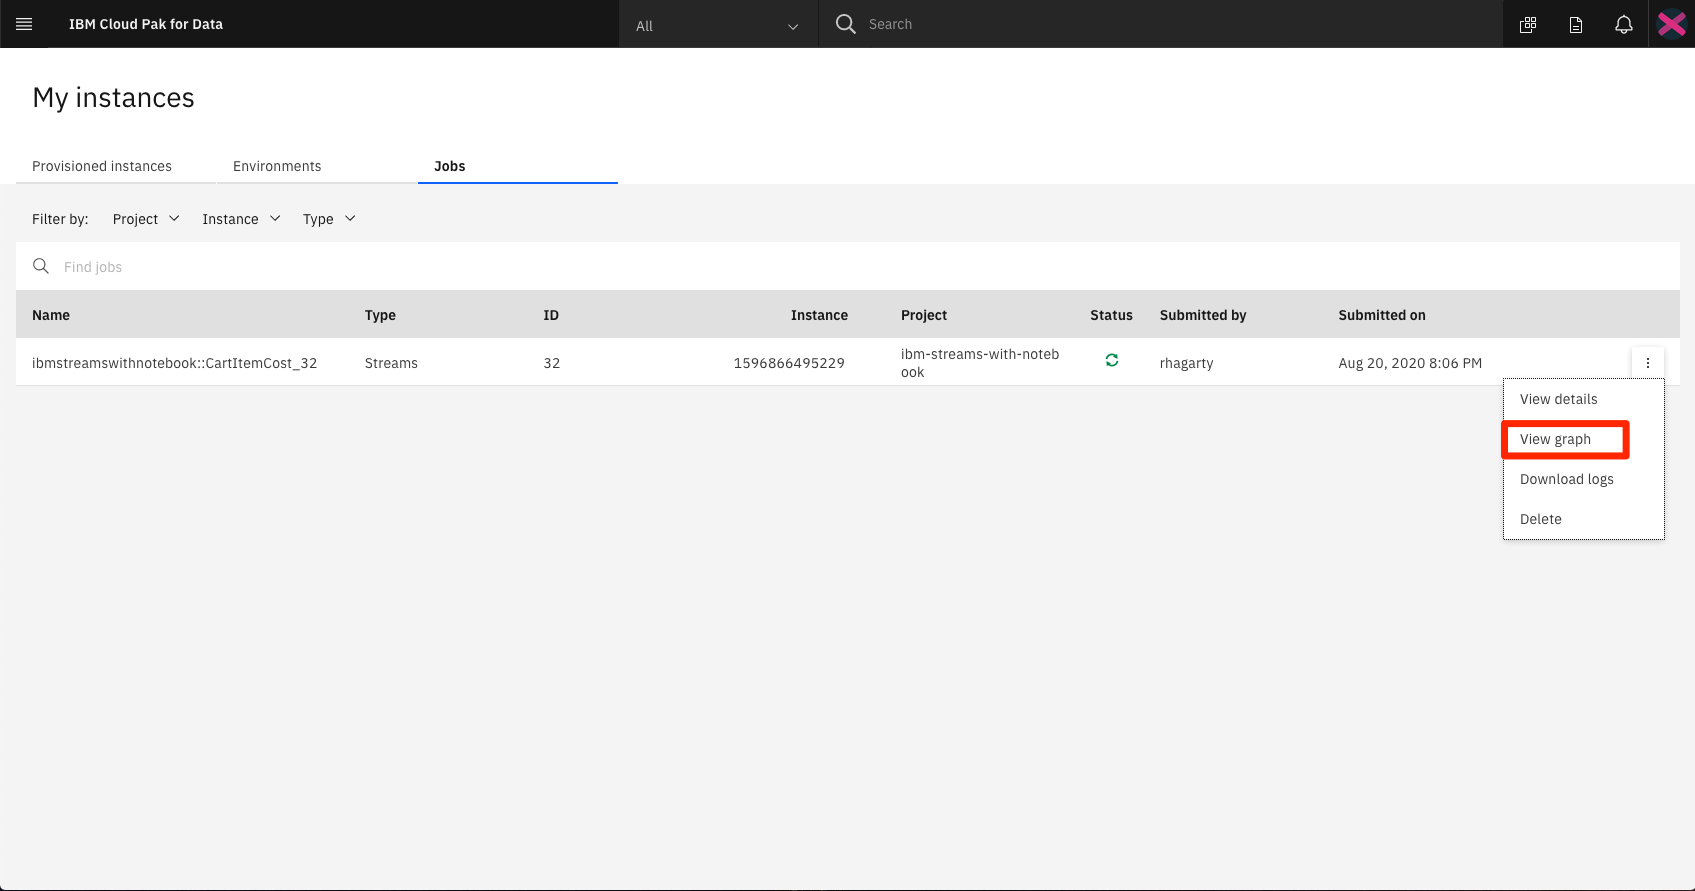 IBM Cloud Pak for Data
All
Search
My instances
Provisioned instances
Environments
Jobs
Filter by:
Project
Instance
Type
Find jobs
Name
Type
ID
Instance
Project
Status
Submitted by
Submitted on
ibmstreamswithnotebook::CartItemCost_32
Streams
32
1596866495229
ibm-streams-with-noteb
ook
rhagarty
Aug 20, 2020 8:06 PM
View details
View graph
Download logs
Delete